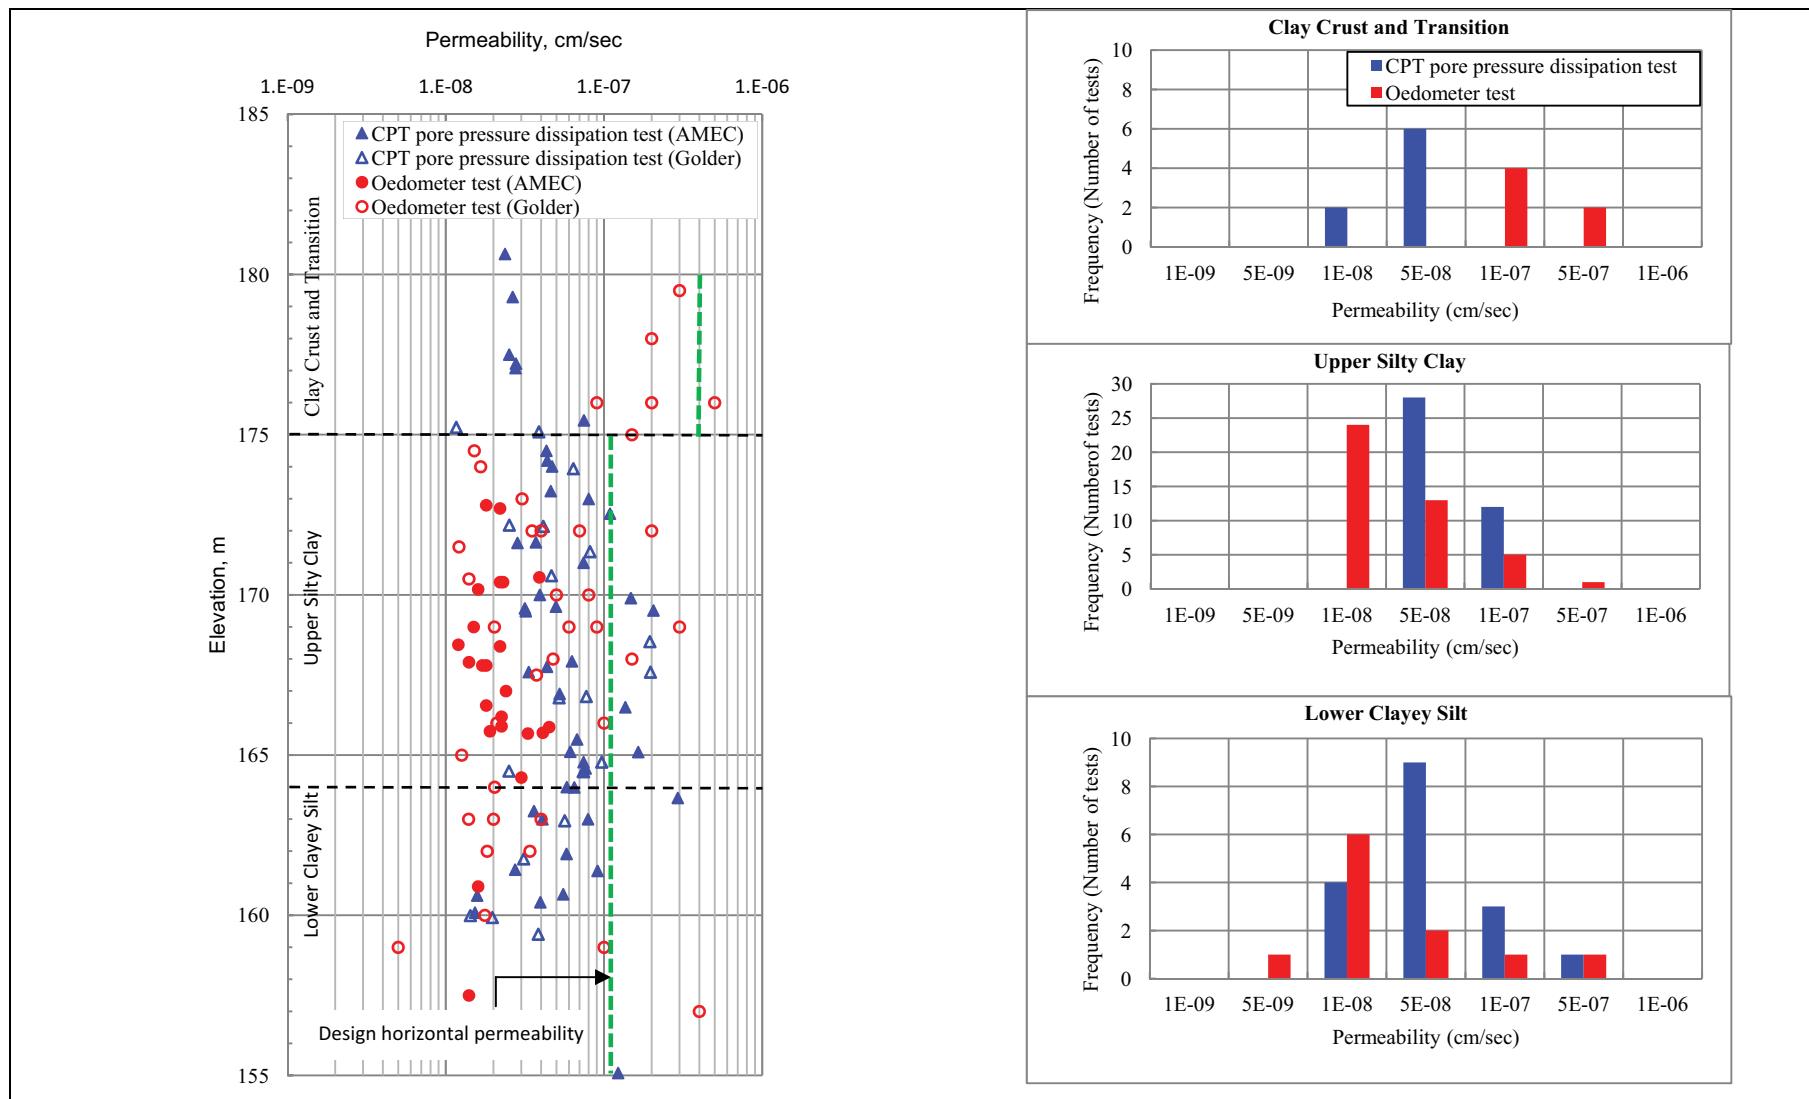 Permeability, cm/sec
1.E-09 1.E-08 1.E-07 1.E-06
185
180
175
170
165
160
155
Elevation, m
CPT pore pressure dissipation test (AMEC)
CPT pore pressure dissipation test (Golder)
Oedometer test (AMEC)
Oedometer test (Golder)
Clay Crust and Transition
Upper Silty Clay
Lower Clayey Silt
Design horizontal permeability
Clay Crust and Transition
CPT pore pressure dissipation test
Oedometer test
Frequency (Number of tests)
10
8
6
4
2
0
1E-09 5E-09 1E-08 5E-08 1E-07 5E-07 1E-06
Permeability (cm/sec)
Upper Silty Clay
Frequency (Numberof tests)
30
25
20
15
10
5
0
1E-09 5E-09 1E-08 5E-08 1E-07 5E-07 1E-06
Permeability (cm/sec)
Lower Clayey Silt
Frequency (Number of tests)
10
8
6
4
2
0
1E-09 5E-09 1E-08 5E-08 1E-07 5E-07 1E-06
Permeability (cm/sec)